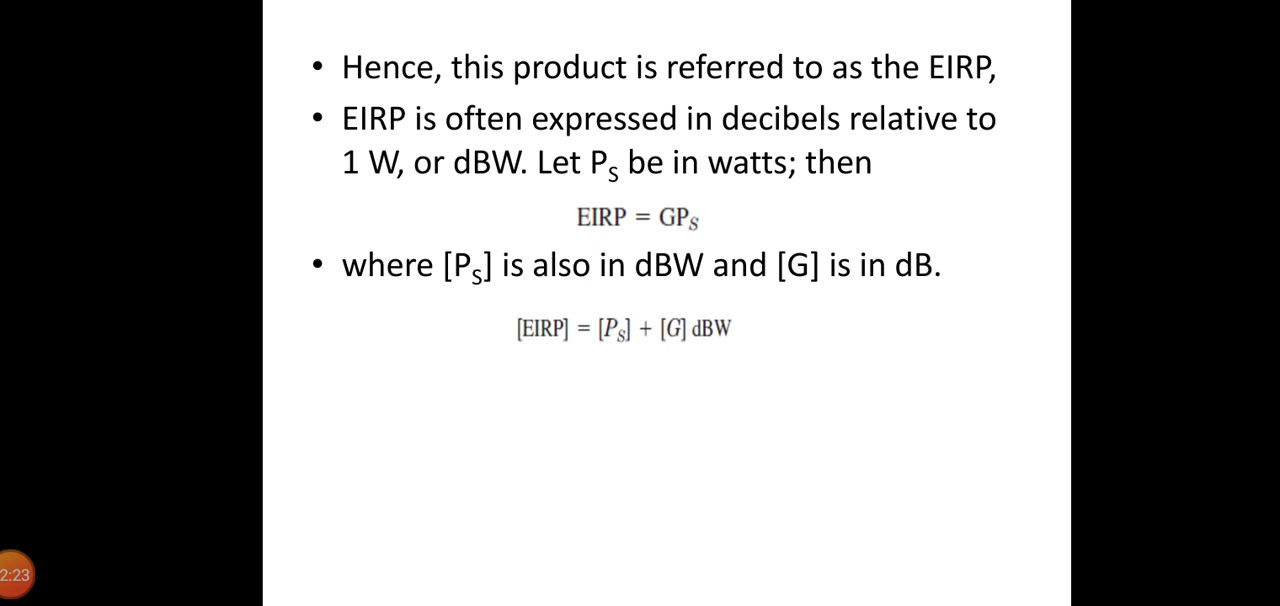 • Hence, this product is referred to as the EIRP,
• EIRP is often expressed in decibels relative to
1 W, or dBW. Let PS be in watts; then
EIRP = GPS
• where [PS] is also in dBW and [G] is in dB.
[EIRP] = [PS] + [G] dBW
2:23